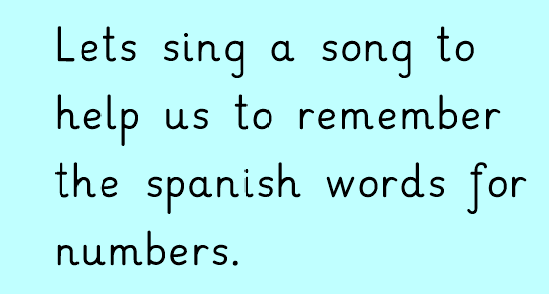 Lets sing a song to
help us to remember
the spanish words for
numbers.